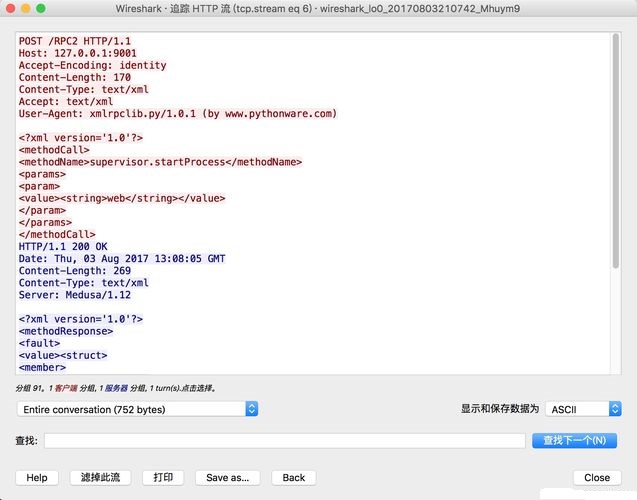 Wireshark · 追踪 HTTP 流 (tcp.stream eq 6) · wireshark_lo0_20170803210742_Mhuym9
POST /RPC2 HTTP/1.1
Host: 127.0.0.1:9001
Accept-Encoding: identity
Content-Length: 170
Content-Type: text/xml
Accept: text/xml
User-Agent: xmlrpclib.py/1.0.1 (by www.pythonware.com)
<?xml version='1.0'?>
<methodCall>
<methodName>supervisor.startProcess</methodName>
<params>
<param>
<value><string>web</string></value>
</param>
</params>
</methodCall>
HTTP/1.1 200 OK
Date: Thu, 03 Aug 2017 13:08:05 GMT
Content-Length: 269
Content-Type: text/xml
Server: Medusa/1.12
<?xml version='1.0'?>
<methodResponse>
<fault>
<value><struct>
<member>
分组 91。1 客户端 分组, 1 服务器 分组, 1 turn(s).点击选择。
Entire conversation (752 bytes) 显示和保存数据为 ASCII
查找: 查找下一个(N)
Help 滤掉此流 打印 Save as... Back Close